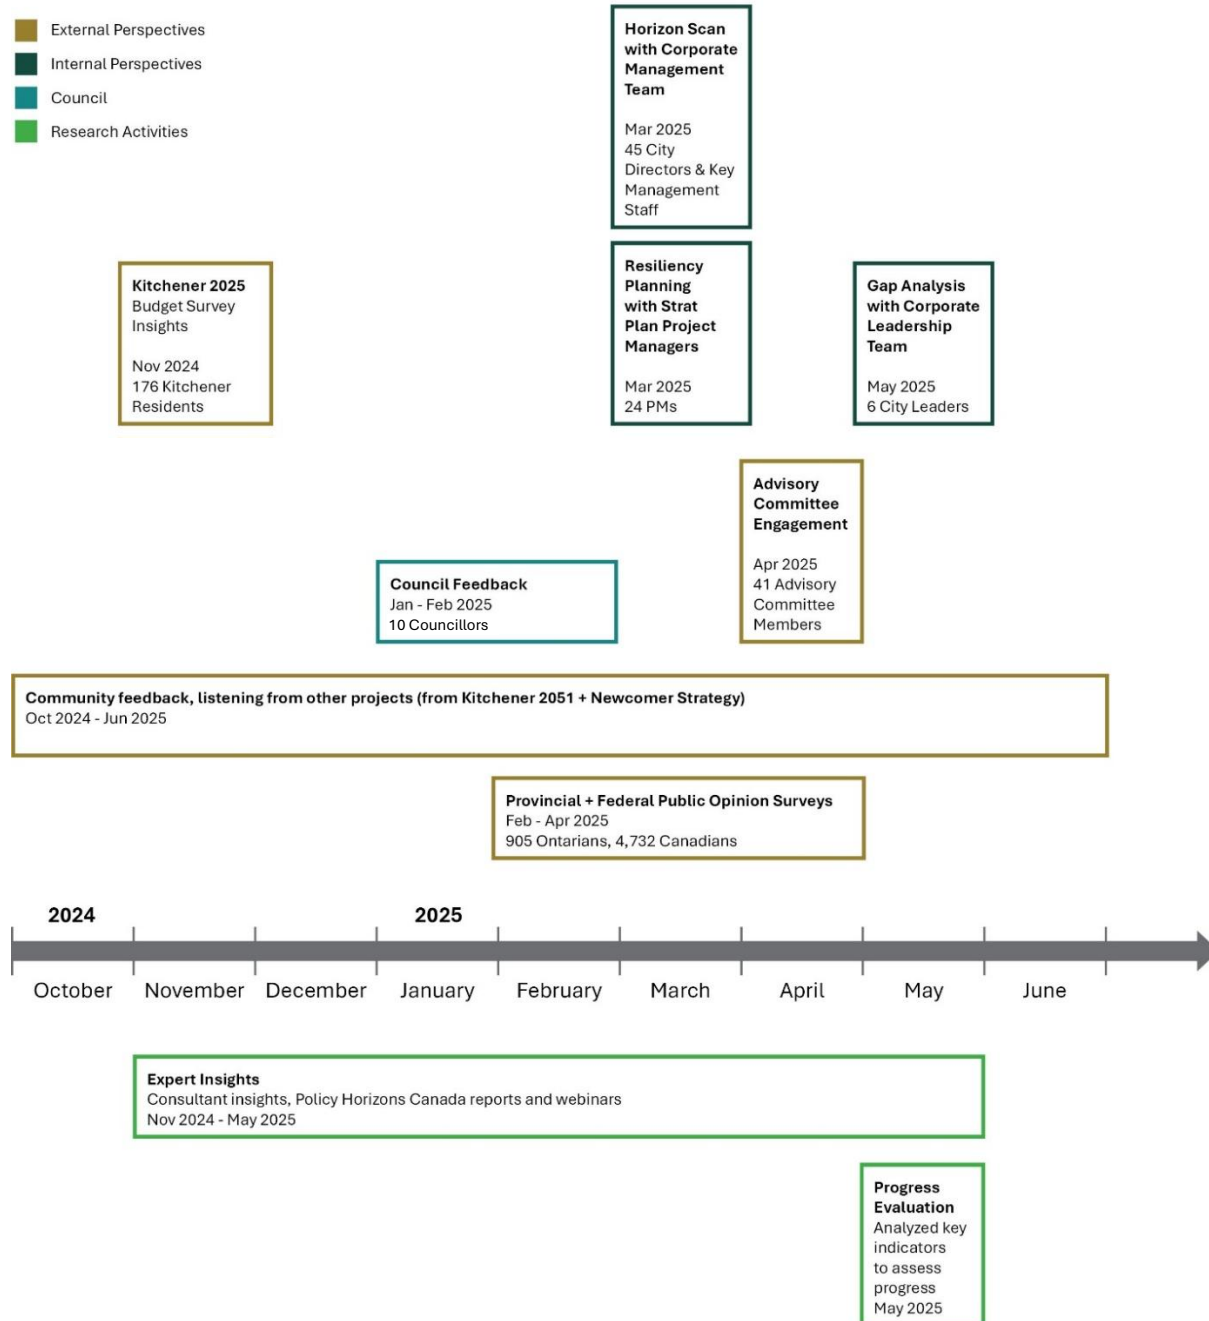 External Perspectives
Internal Perspectives
Council
Research Activities
Horizon Scan
with Corporate
Management
Team
Mar 2025
45 City
Directors & Key
Management
Staff
Kitchener 2025
Budget Survey
Insights
Nov 2024
176 Kitchener
Residents
Resiliency
Planning
with Strat
Plan Project
Managers
Mar 2025
24 PMs
Gap Analysis
with Corporate
Leadership
Team
May 2025
6 City Leaders
Advisory
Committee
Engagement
Apr 2025
41 Advisory
Committee
Members
Council Feedback
Jan - Feb 2025
10 Councillors
Community feedback, listening from other projects (from Kitchener 2051 + Newcomer Strategy)
Oct 2024 - Jun 2025
Provincial + Federal Public Opinion Surveys
Feb - Apr 2025
905 Ontarians, 4,732 Canadians
2024 2025
October November December January February March April May June
Expert Insights
Consultant insights, Policy Horizons Canada reports and webinars
Nov 2024 - May 2025
Progress
Evaluation
Analyzed key
indicators
to assess
progress
May 2025